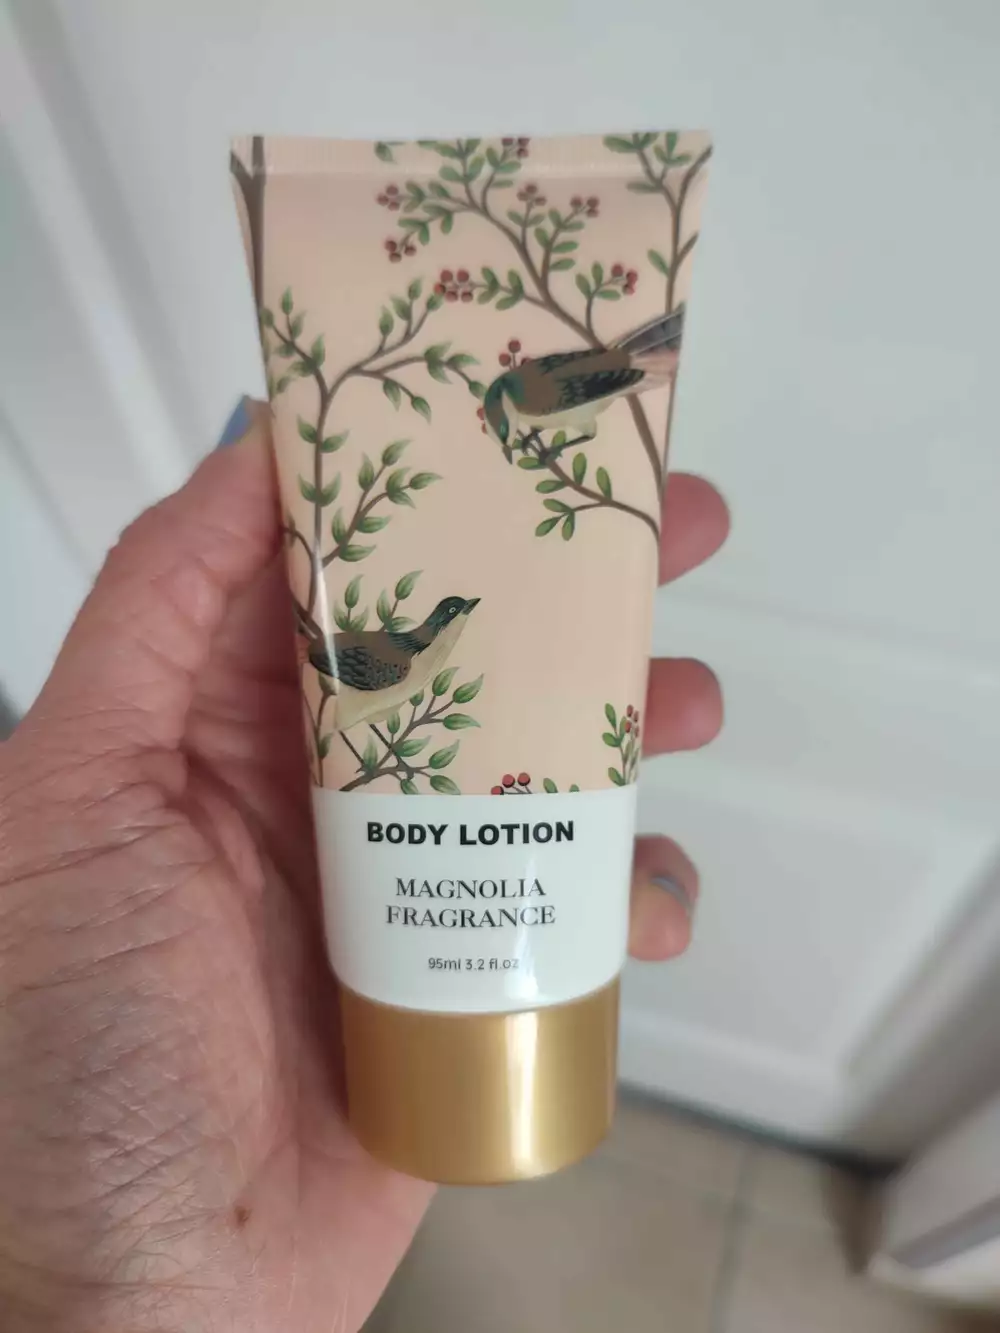 BODY LOTION
MAGNOLIA
FRAGRANCE
95ml 3.2 fl.oz